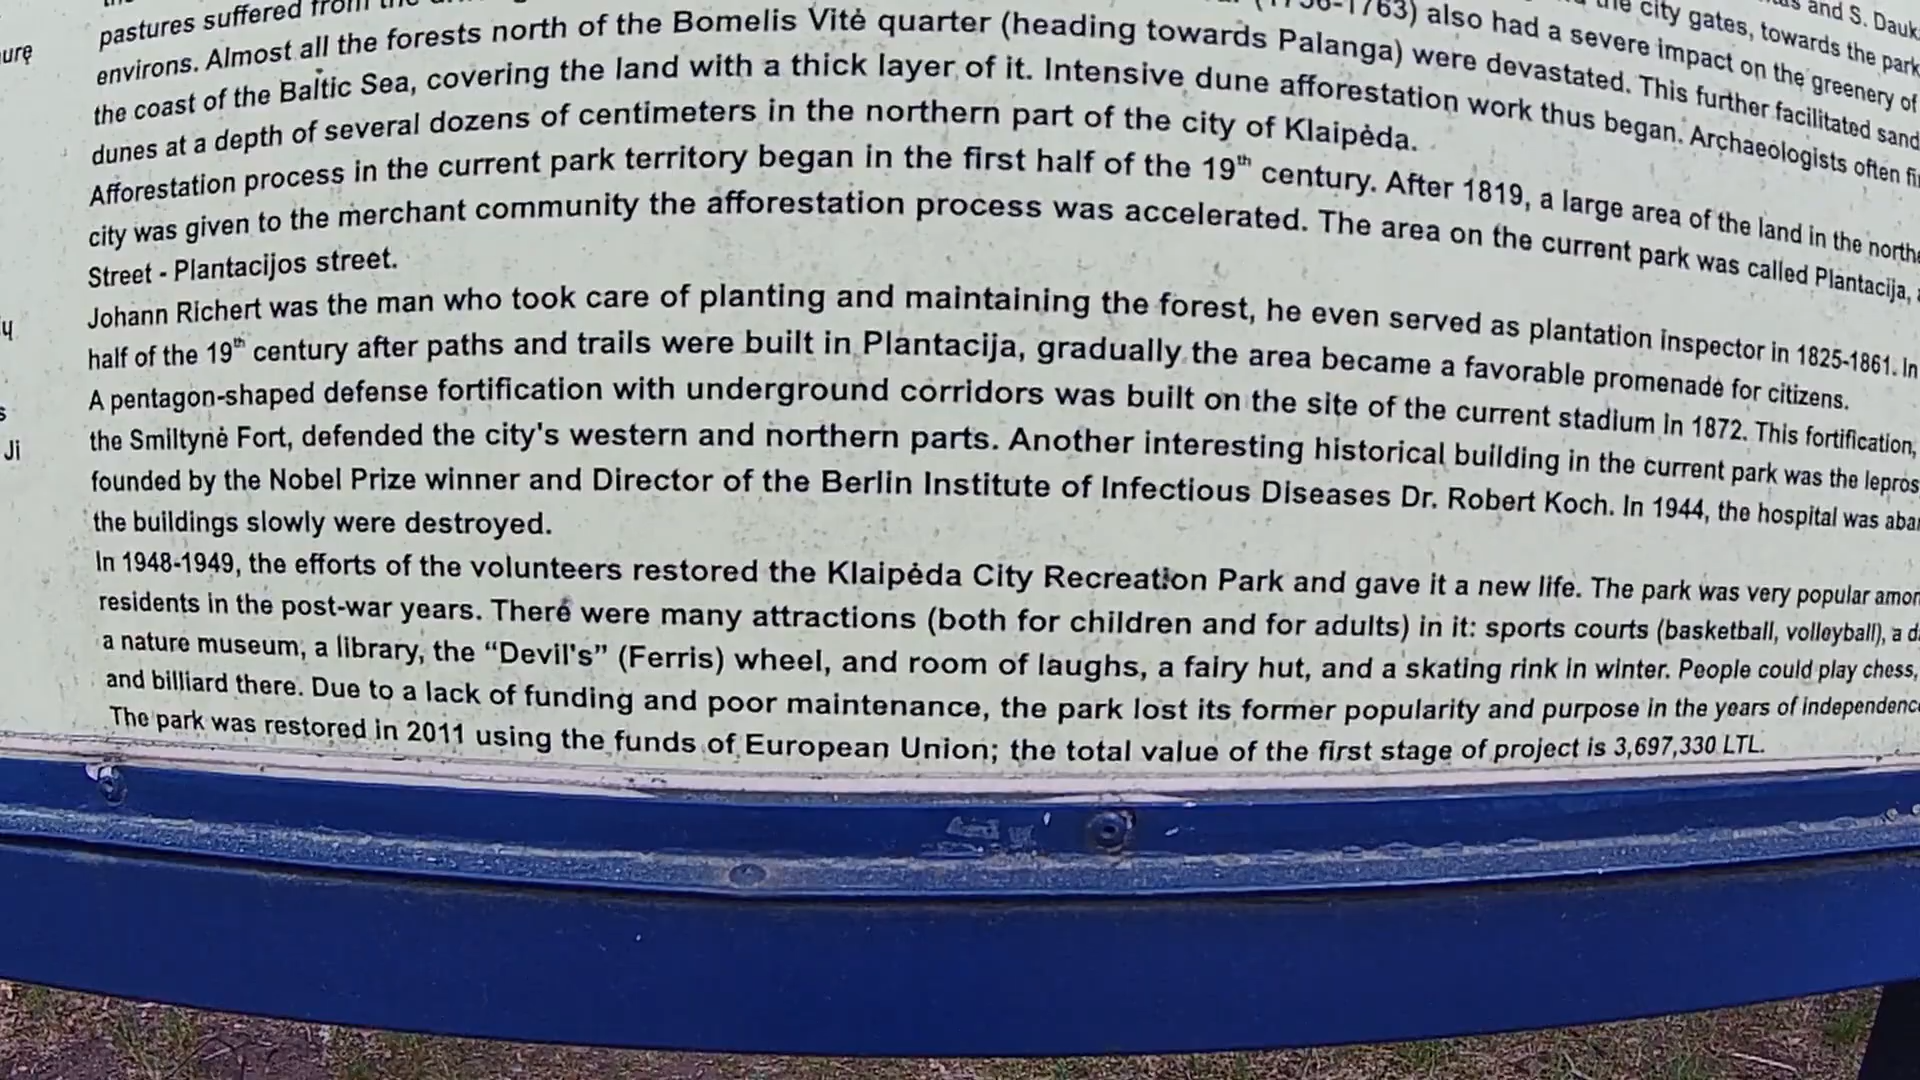 pastures suffered from the
(1756-1763) also had a severe impact on the greenery of
the city gates, towards the park
and S. Dauk
environs. Almost all the forests north of the Bomelis Vitė quarter (heading towards Palanga) were devastated. This further facilitated sand
the coast of the Baltic Sea, covering the land with a thick layer of it. Intensive dune afforestation work thus began. Archaeologists often
dunes at a depth of several dozens of centimeters in the northern part of the city of Klaipėda.
Afforestation process in the current park territory began in the first half of the 19th century. After 1819, a large area of the land in the northe
city was given to the merchant community the afforestation process was accelerated. The area on the current park was called Plantacija,
Street - Plantacijos street.
Johann Richert was the man who took care of planting and maintaining the forest, he even served as plantation inspector in 1825-1861. In
half of the 19th century after paths and trails were built in Plantacija, gradually the area became a favorable promenade for citizens.
A pentagon-shaped defense fortification with underground corridors was built on the site of the current stadium in 1872. This fortification,
the Smiltynė Fort, defended the city's western and northern parts. Another interesting historical building in the current park was the lepros
founded by the Nobel Prize winner and Director of the Berlin Institute of Infectious Diseases Dr. Robert Koch. In 1944, the hospital was aba
the buildings slowly were destroyed.
In 1948-1949, the efforts of the volunteers restored the Klaipėda City Recreation Park and gave it a new life. The park was very popular amon
residents in the post-war years. There were many attractions (both for children and for adults) in it: sports courts (basketball, volleyball), a d
a nature museum, a library, the “Devil's” (Ferris) wheel, and room of laughs, a fairy hut, and a skating rink in winter. People could play chess,
and billiard there. Due to a lack of funding and poor maintenance, the park lost its former popularity and purpose in the years of independenc
The park was restored in 2011 using the funds of European Union; the total value of the first stage of project is 3,697,330 LTL.
urę
ų
s
Ji